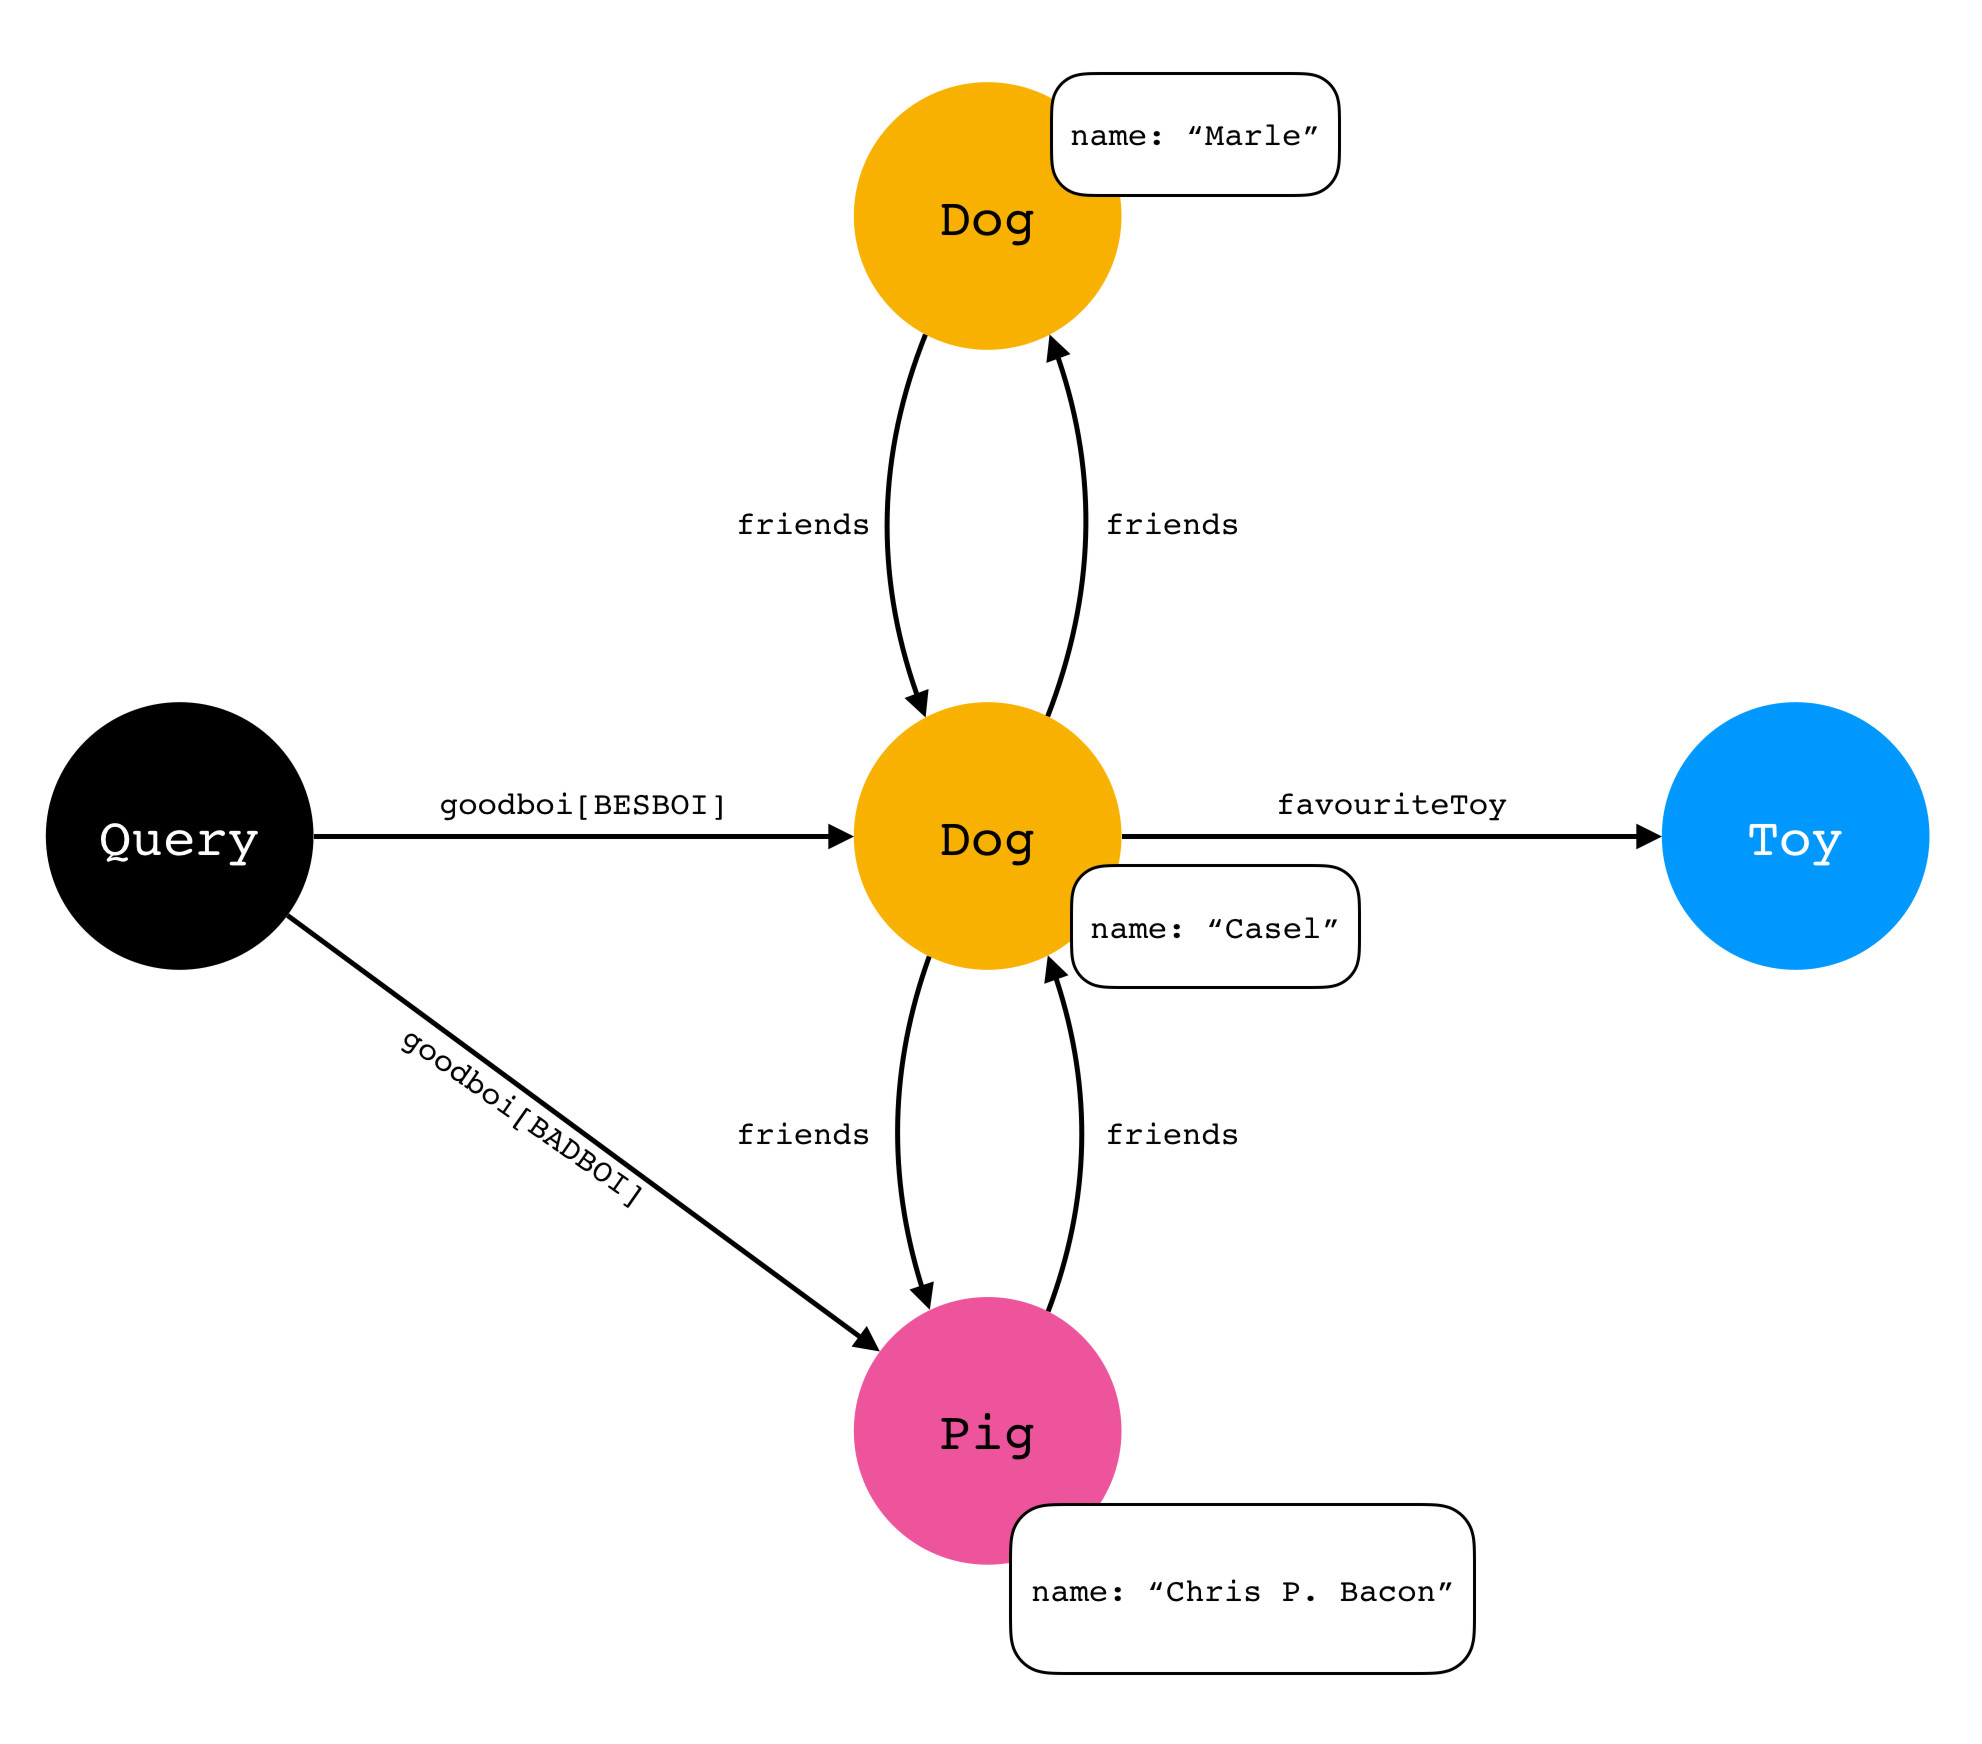 name: “Marle”
Dog
friends
friends
goodboi[BESBOI]
favouriteToy
Query
Dog
Toy
name: “Casel”
goodboi[BADBOI]
friends
friends
Pig
name: “Chris P. Bacon”